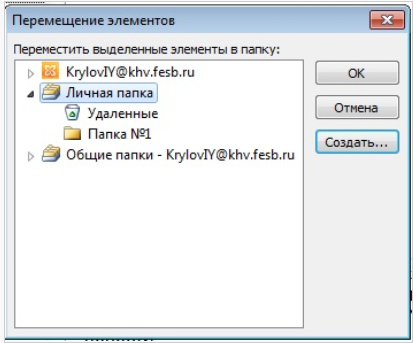 Перемещение элементов
Переместить выделенные элементы в папку:
KrylovIY@khv.fesb.ru
Личная папка
Удаленные
Папка №1
Общие папки - KrylovIY@khv.fesb.ru
OK
Отмена
Создать...